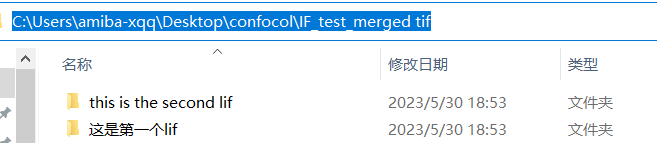 C:\Users\amiba-xqq\Desktop\confocol\IF_test_merged tif
名称 修改日期 类型
this is the second lif 2023/5/30 18:53 文件夹
这是第一个lif 2023/5/30 18:53 文件夹